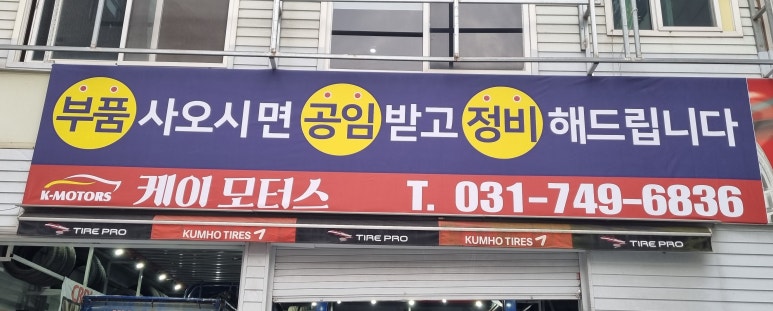 부품 사오시면 공임 받고 정비 해드립니다
K-MOTORS 케이 모터스 T. 031-749-6836
TIRE PRO KUMHO TIRES TIRE PRO KUMHO TIRES TIRE PRO